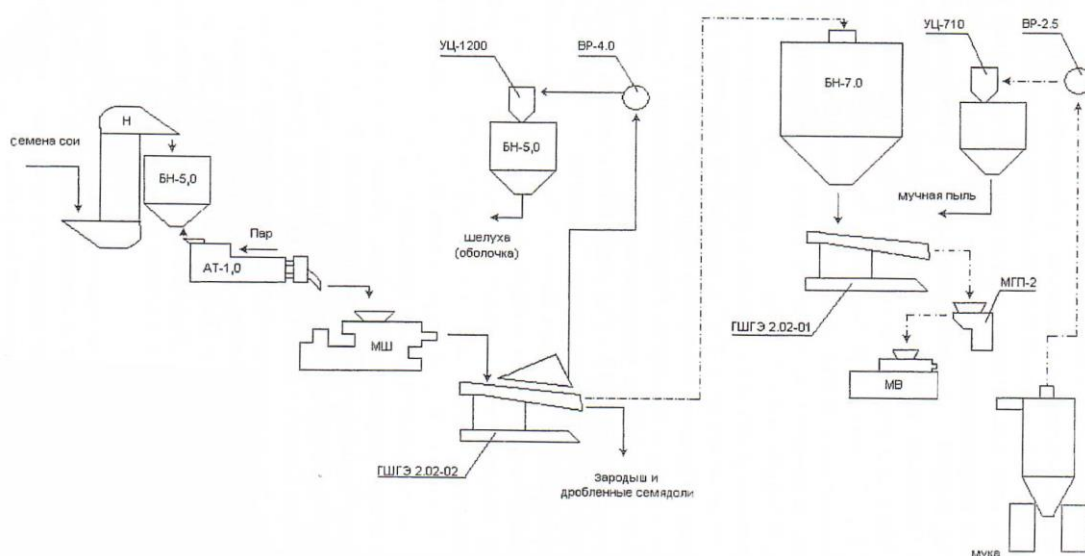 Семена сои
Н
БН-5,0
Пар
АТ-1,0
МШ
УЦ-1200
ВР-4.0
БН-5,0
шелуха
(оболочка)
ГШГЭ 2.02-02
Зародыш и
дробленные семядоли
БН-7.0
УЦ-710
ВР-2.5
мучная пыль
ГШГЭ 2.02-01
МГП-2
МВ
мука